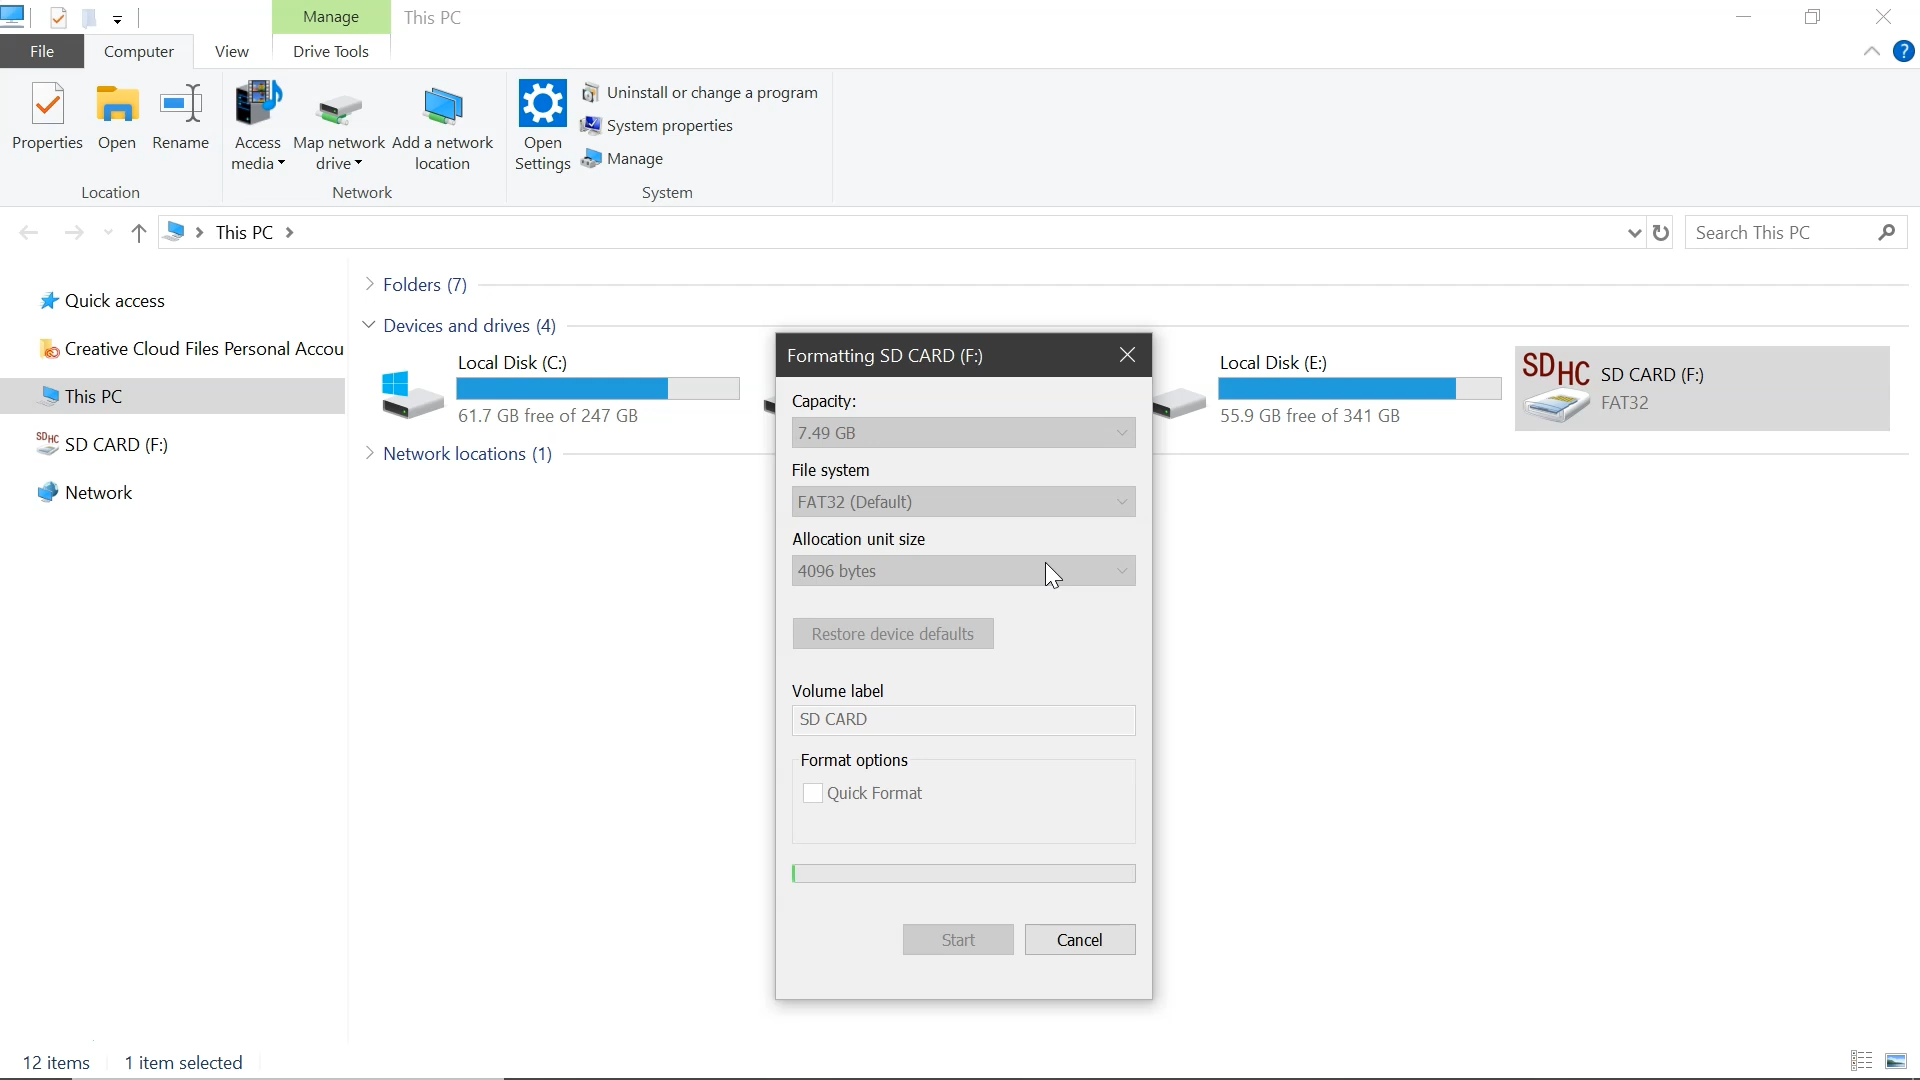 Manage
This PC
File
Computer
View
Drive Tools
Properties
Open
Rename
Access media
Map network drive
Add a network location
Open Settings
Uninstall or change a program
System properties
Manage
Location
Network
System
This PC
Search This PC
Quick access
Creative Cloud Files Personal Accou
This PC
SDHC
SD CARD (F:)
Network
Folders (7)
Devices and drives (4)
Local Disk (C:)
61.7 GB free of 247 GB
Local Disk (E:)
55.9 GB free of 341 GB
SDHC
SD CARD (F:)
FAT32
Network locations (1)
Formatting SD CARD (F:)
Capacity:
7.49 GB
File system
FAT32 (Default)
Allocation unit size
4096 bytes
Restore device defaults
Volume label
SD CARD
Format options
Quick Format
Start
Cancel
12 items
1 item selected